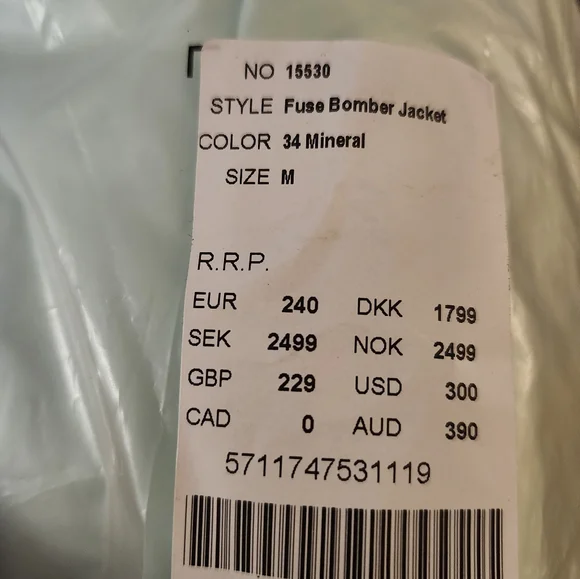 NO 15530
STYLE Fuse Bomber Jacket
COLOR 34 Mineral
SIZE M
R.R.P.
EUR 240 DKK 1799
SEK 2499 NOK 2499
GBP 229 USD 300
CAD 0 AUD 390
5711747531119